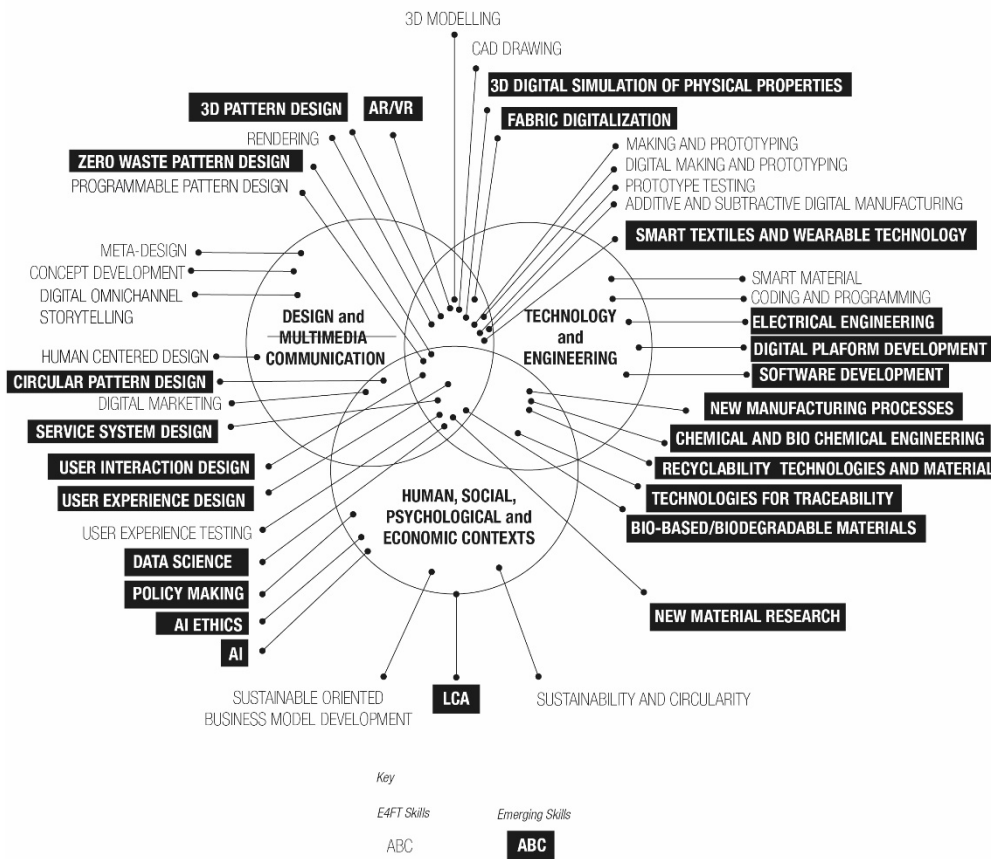 3D MODELLING
CAD DRAWING
3D DIGITAL SIMULATION OF PHYSICAL PROPERTIES
3D PATTERN DESIGN
AR/VR
FABRIC DIGITALIZATION
RENDERING
MAKING AND PROTOTYPING
ZERO WASTE PATTERN DESIGN
DIGITAL MAKING AND PROTOTYPING
PROGRAMMABLE PATTERN DESIGN
PROTOTYPE TESTING
ADDITIVE AND SUBTRACTIVE DIGITAL MANUFACTURING
SMART TEXTILES AND WEARABLE TECHNOLOGY
META-DESIGN
CONCEPT DEVELOPMENT
SMART MATERIAL
DIGITAL OMNICHANNEL
STORYTELLING
CODING AND PROGRAMMING
DESIGN and
MULTIMEDIA
COMMUNICATION
TECHNOLOGY
and
ENGINEERING
ELECTRICAL ENGINEERING
HUMAN CENTERED DESIGN
DIGITAL PLAFORM DEVELOPMENT
CIRCULAR PATTERN DESIGN
SOFTWARE DEVELOPMENT
DIGITAL MARKETING
NEW MANUFACTURING PROCESSES
SERVICE SYSTEM DESIGN
CHEMICAL AND BIO CHEMICAL ENGINEERING
USER INTERACTION DESIGN
RECYCLABILITY TECHNOLOGIES AND MATERIAL
USER EXPERIENCE DESIGN
HUMAN, SOCIAL,
PSYCHOLOGICAL and
ECONOMIC CONTEXTS
TECHNOLOGIES FOR TRACEABILITY
BIO-BASED/BIODEGRADABLE MATERIALS
USER EXPERIENCE TESTING
DATA SCIENCE
POLICY MAKING
NEW MATERIAL RESEARCH
AI ETHICS
AI
SUSTAINABLE ORIENTED
BUSINESS MODEL DEVELOPMENT
LCA
SUSTAINABILITY AND CIRCULARITY
Key
E4FT Skills
Emerging Skills
ABC
ABC